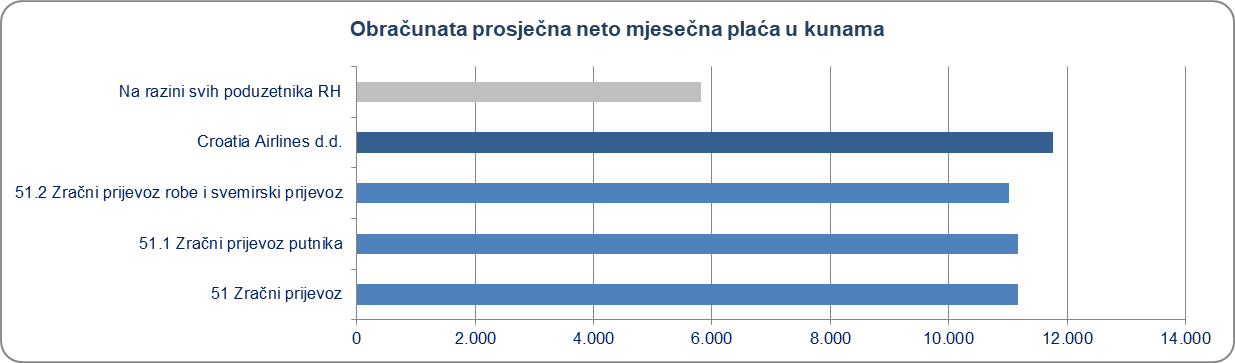 Obračunata prosječna neto mjesečna plaća u kunama
Na razini svih poduzetnika RH
Croatia Airlines d.d.
51.2 Zračni prijevoz robe i svemirski prijevoz
51.1 Zračni prijevoz putnika
51 Zračni prijevoz
0 2.000 4.000 6.000 8.000 10.000 12.000 14.000